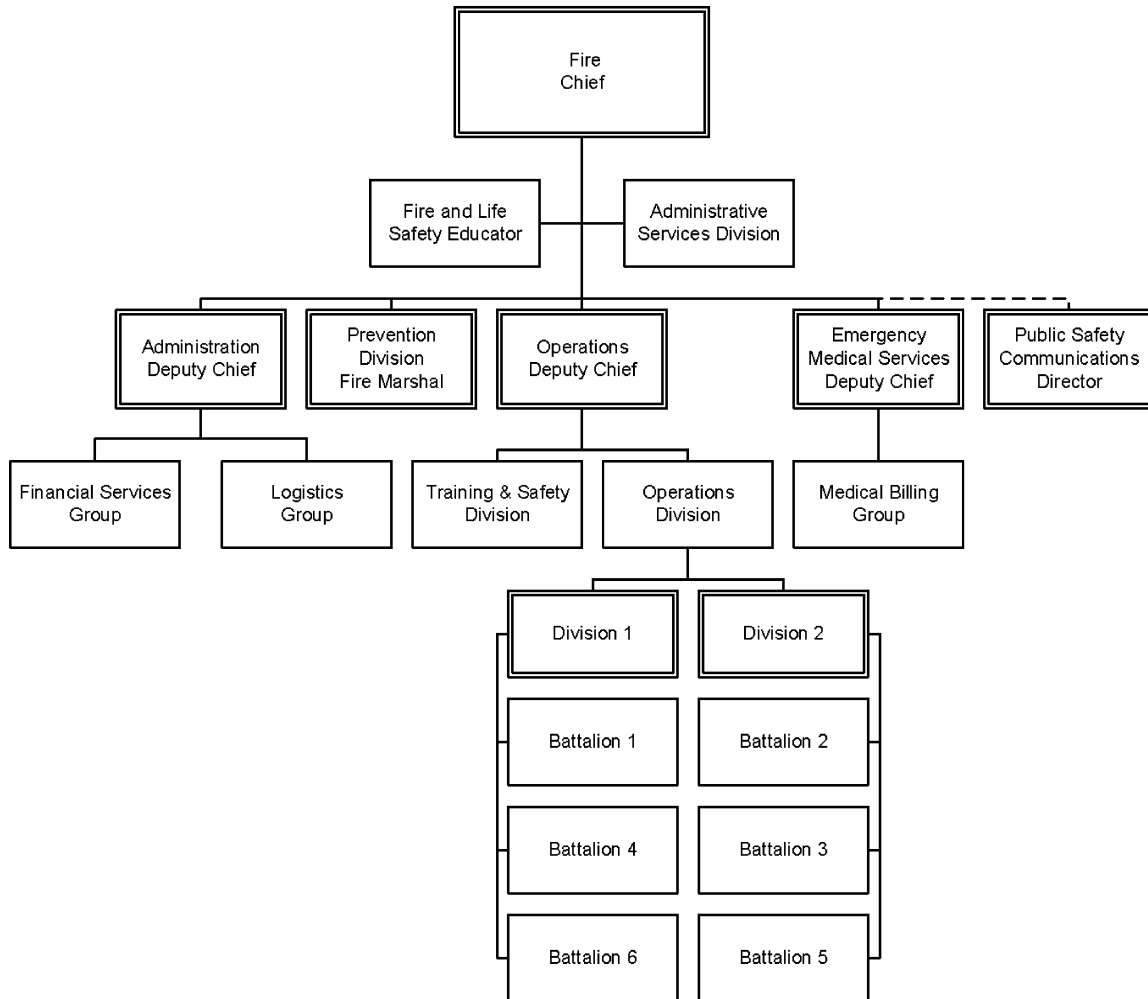 Fire
Chief
Fire and Life
Safety Educator
Administrative
Services Division
Administration
Deputy Chief
Prevention
Division
Fire Marshal
Operations
Deputy Chief
Emergency
Medical Services
Deputy Chief
Public Safety
Communications
Director
Financial Services
Group
Logistics
Group
Training & Safety
Division
Operations
Division
Medical Billing
Group
Division 1
Division 2
Battalion 1
Battalion 2
Battalion 4
Battalion 3
Battalion 6
Battalion 5